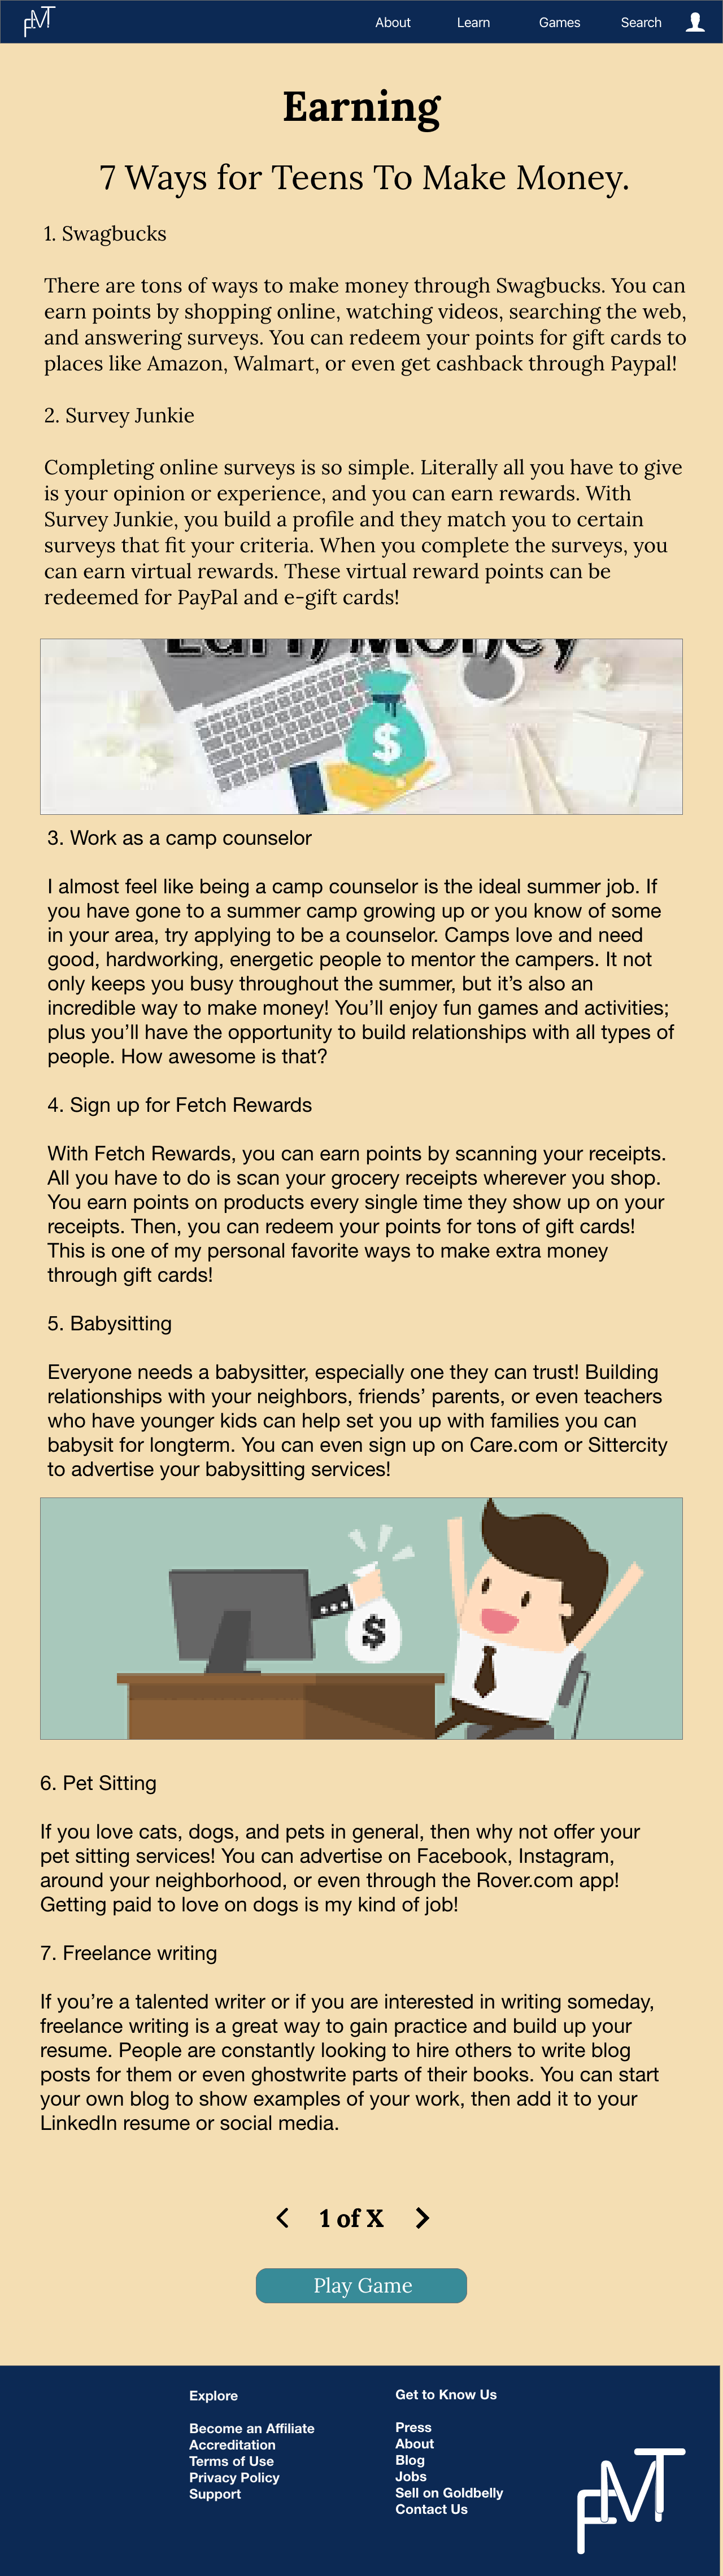 FMT
About Learn Games Search
Earning
7 Ways for Teens To Make Money.
1. Swagbucks
There are tons of ways to make money through Swagbucks. You can
earn points by shopping online, watching videos, searching the web,
and answering surveys. You can redeem your points for gift cards to
places like Amazon, Walmart, or even get cashback through Paypal!
2. Survey Junkie
Completing online surveys is so simple. Literally all you have to give
is your opinion or experience, and you can earn rewards. With
Survey Junkie, you build a profile and they match you to certain
surveys that fit your criteria. When you complete the surveys, you
can earn virtual rewards. These virtual reward points can be
redeemed for PayPal and e-gift cards!
Earn Money
$
3. Work as a camp counselor
I almost feel like being a camp counselor is the ideal summer job. If
you have gone to a summer camp growing up or you know of some
in your area, try applying to be a counselor. Camps love and need
good, hardworking, energetic people to mentor the campers. It not
only keeps you busy throughout the summer, but it’s also an
incredible way to make money! You’ll enjoy fun games and activities;
plus you’ll have the opportunity to build relationships with all types of
people. How awesome is that?
4. Sign up for Fetch Rewards
With Fetch Rewards, you can earn points by scanning your receipts.
All you have to do is scan your grocery receipts wherever you shop.
You earn points on products every single time they show up on your
receipts. Then, you can redeem your points for tons of gift cards!
This is one of my personal favorite ways to make extra money
through gift cards!
5. Babysitting
Everyone needs a babysitter, especially one they can trust! Building
relationships with your neighbors, friends’ parents, or even teachers
who have younger kids can help set you up with families you can
babysit for longterm. You can even sign up on Care.com or Sittercity
to advertise your babysitting services!
$
6. Pet Sitting
If you love cats, dogs, and pets in general, then why not offer your
pet sitting services! You can advertise on Facebook, Instagram,
around your neighborhood, or even through the Rover.com app!
Getting paid to love on dogs is my kind of job!
7. Freelance writing
If you’re a talented writer or if you are interested in writing someday,
freelance writing is a great way to gain practice and build up your
resume. People are constantly looking to hire others to write blog
posts for them or even ghostwrite parts of their books. You can start
your own blog to show examples of your work, then add it to your
LinkedIn resume or social media.
1 of X
Play Game
Explore
Become an Affiliate
Accreditation
Terms of Use
Privacy Policy
Support
Get to Know Us
Press
About
Blog
Jobs
Sell on Goldbelly
Contact Us
FMT